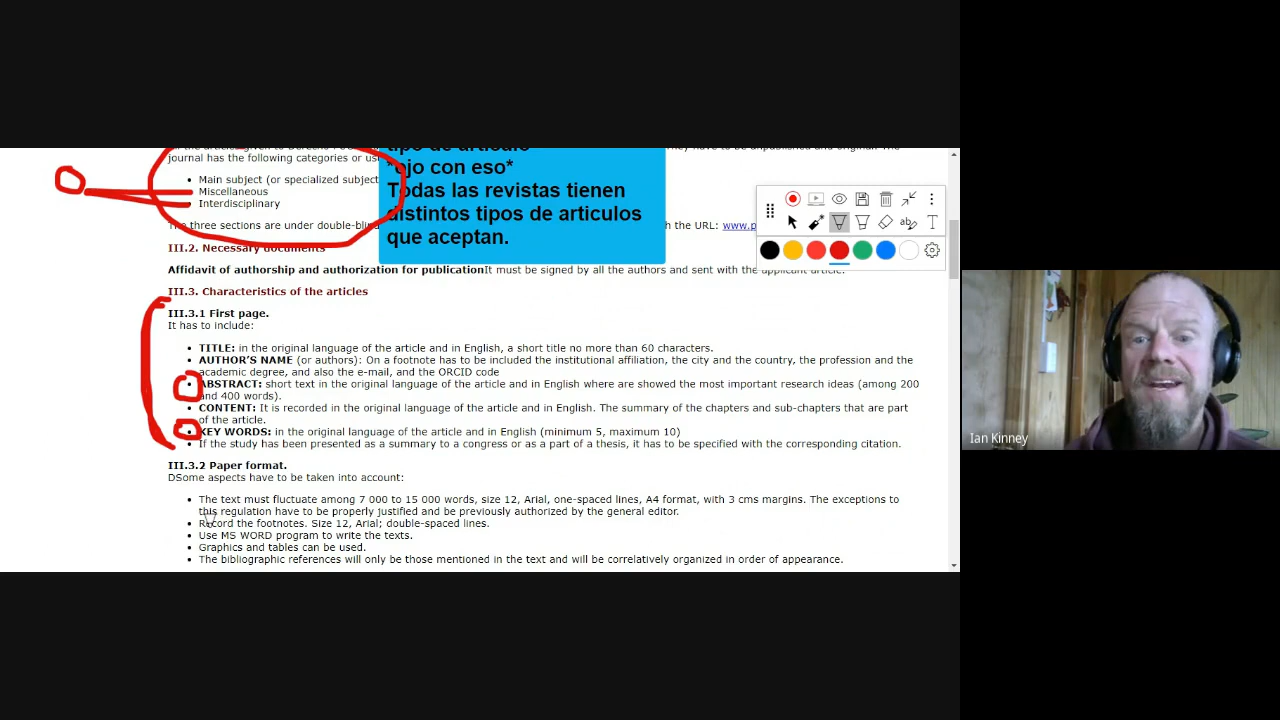 tipo de articulo
journal has the following categories or
*ojo con eso*
Main subject (or specialized subject
Todas las revistas tienen
Miscellaneous
Interdisciplinary
distintos tipos de articulos
The three sections are under double-blin
the URL: www.p
que aceptan.
III.2. Necessary documents
Affidavit of authorship and authorization for publicationIt must be signed by all the authors and sent with the applicant article.
III.3. Characteristics of the articles
III.3.1 First page.
It has to include:
TITLE: in the original language of the article and in English, a short title no more than 60 characters.
AUTHOR'S NAME (or authors): On a footnote has to be included the institutional affiliation, the city and the country, the profession and the
academic degree, and also the e-mail, and the ORCID code
ABSTRACT: short text in the original language of the article and in English where are showed the most important research ideas (among 200
and 400 words).
CONTENT: It is recorded in the original language of the article and in English. The summary of the chapters and sub-chapters that are part
of the article.
KEY WORDS: in the original language of the article and in English (minimum 5, maximum 10)
If the study has been presented as a summary to a congress or as a part of a thesis, it has to be specified with the corresponding citation.
III.3.2 Paper format.
DSome aspects have to be taken into account:
The text must fluctuate among 7 000 to 15 000 words, size 12, Arial, one-spaced lines, A4 format, with 3 cms margins. The exceptions to
this regulation have to be properly justified and be previously authorized by the general editor.
Record the footnotes. Size 12, Arial; double-spaced lines.
Use MS WORD program to write the texts.
Graphics and tables can be used.
The bibliographic references will only be those mentioned in the text and will be correlatively organized in order of appearance.
Ian Kinney